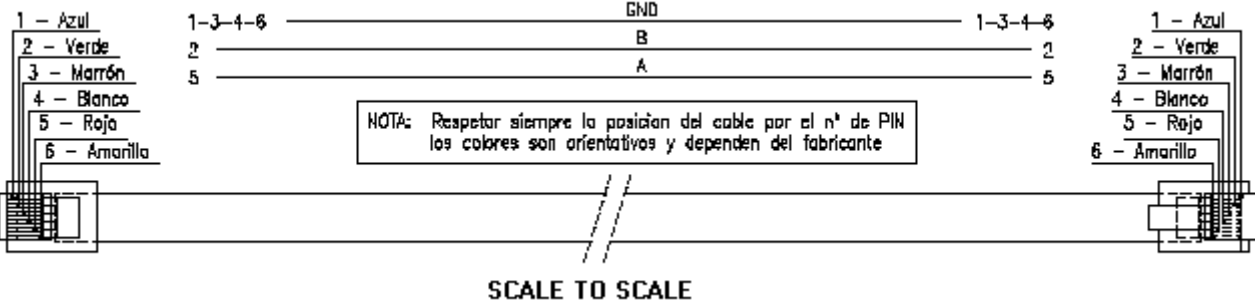 1 - Azul
2 - Verde
3 - Marrón
4 - Blanco
5 - Rojo
6 - Amarillo
1-3-4-6 GND 1-3-4-6
2 B 2
5 A 5
NOTA: Respetar siempre la posicion del cable por el nº de PIN
los colores son orientativos y dependen del fabricante
1 - Azul
2 - Verde
3 - Marrón
4 - Blanco
5 - Rojo
6 - Amarillo
SCALE TO SCALE